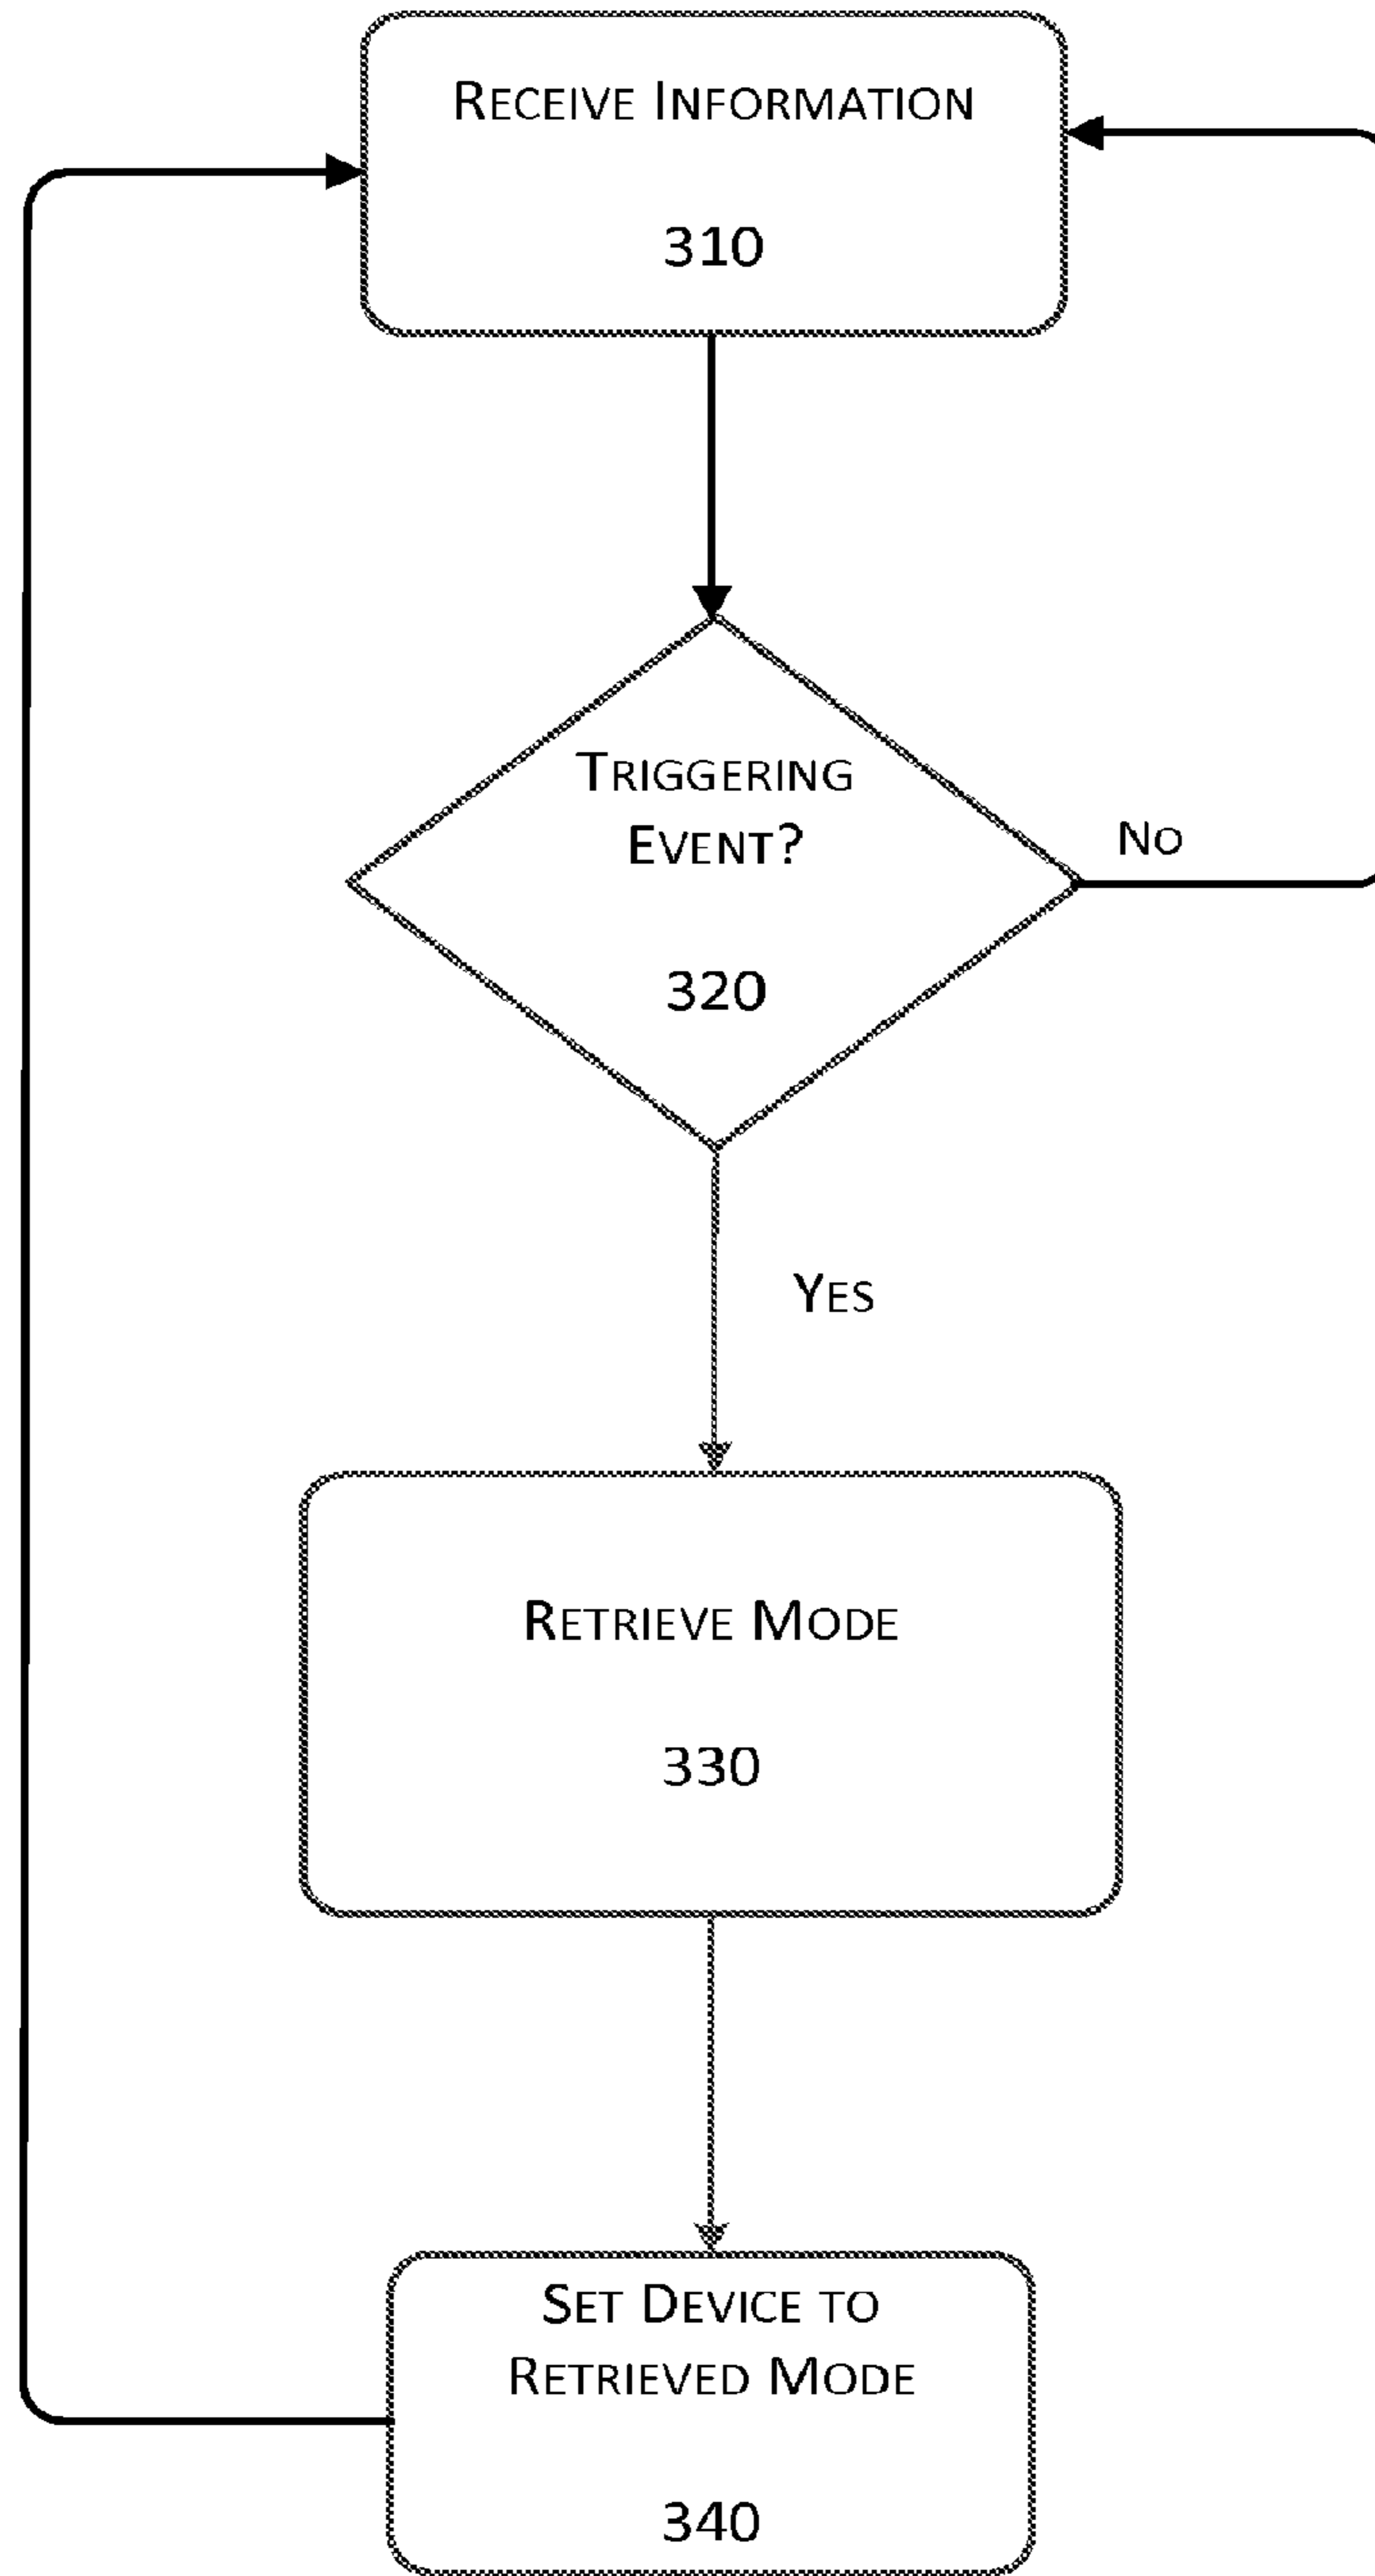 Receive Information
310
Triggering
Event?
No
320
Yes
Retrieve Mode
330
Set Device to
Retrieved Mode
340